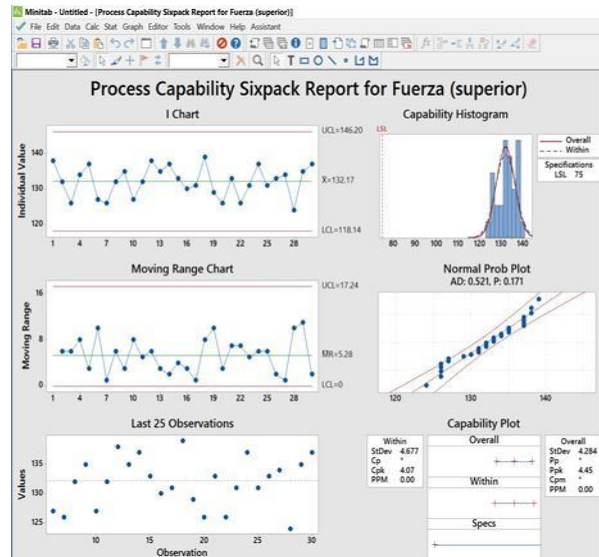 Minitab - Untitled - [Process Capability Sixpack Report for Fuerza (superior)]
File Edit Data Calc Stat Graph Editor Tools Window Help Assistant
Process Capability Sixpack Report for Fuerza (superior)
I Chart
Individual Value
140
130
120
UCL=146.20
X̄=132.17
LCL=118.14
1 4 7 10 13 16 19 22 25 28
Capability Histogram
LSL
80 90 100 110 120 130 140
Overall
Within
Specifications
LSL 75
Moving Range Chart
Moving Range
16
8
0
UCL=17.24
M̅R̅=5.28
LCL=0
1 4 7 10 13 16 19 22 25 28
Normal Prob Plot
AD: 0.521, P: 0.171
120 130 140
Last 25 Observations
Values
135
130
125
10 15 20 25 30
Observation
Capability Plot
Within
StDev 4.677
Cp *
Cpk 4.07
PPM 0.00
Overall
Within
Specs
Overall
StDev 4.284
Pp *
Ppk 4.45
Cpm *
PPM 0.00